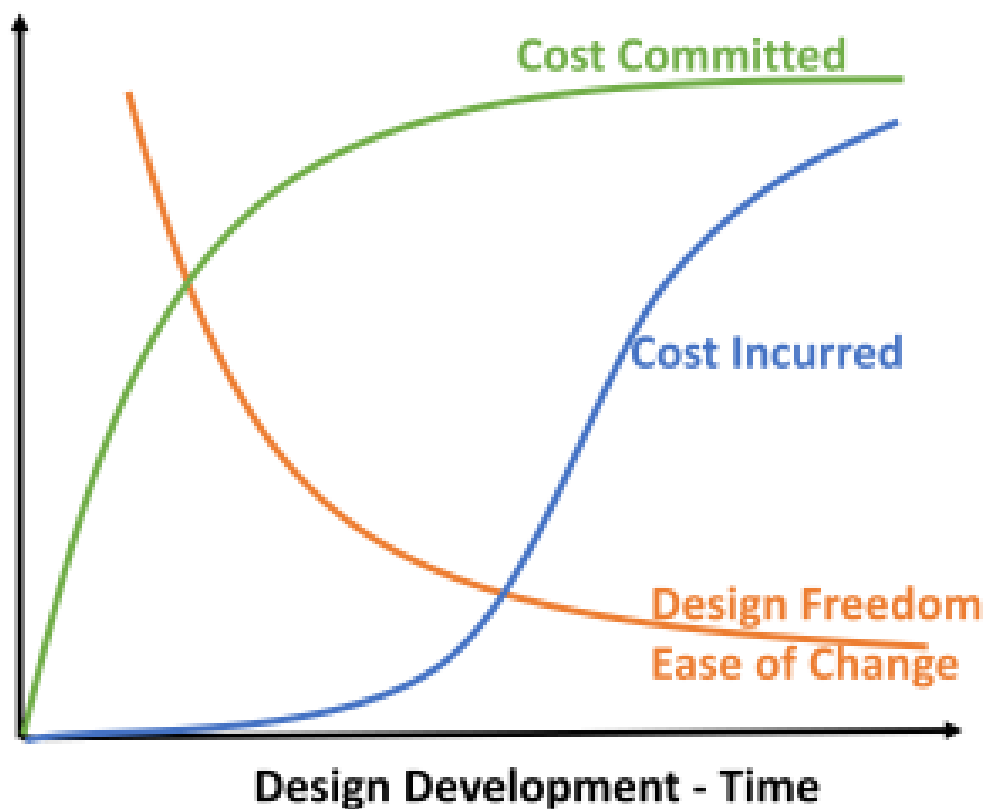 Cost Committed
Cost Incurred
Design Freedom
Ease of Change
Design Development - Time